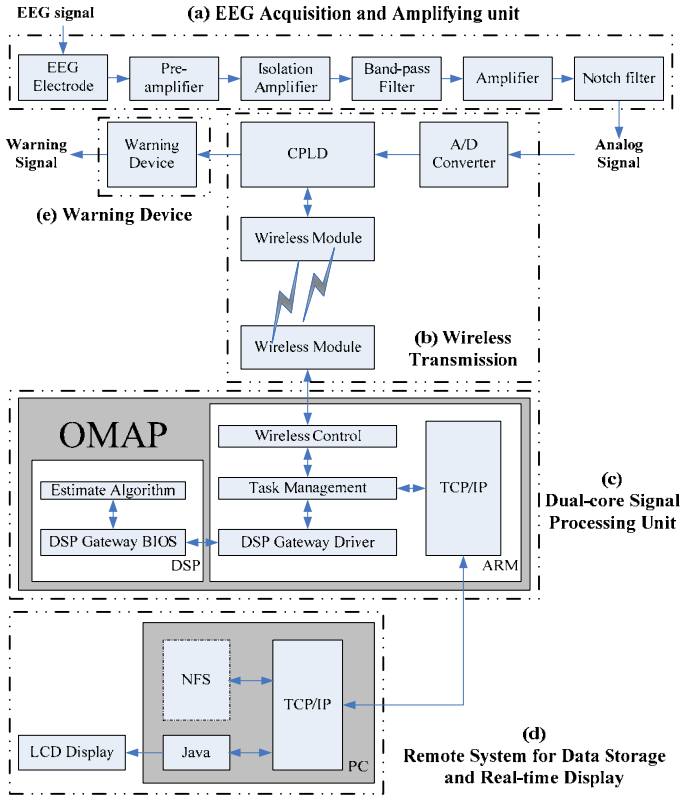 EEG signal
(a) EEG Acquisition and Amplifying unit
EEG
Electrode
Pre-
amplifier
Isolation
Amplifier
Band-pass
Filter
Amplifier
Notch filter
Warning
Signal
Warning
Device
CPLD
A/D
Converter
Analog
Signal
(e) Warning Device
Wireless Module
Wireless Module
(b) Wireless
Transmission
OMAP
Wireless Control
Estimate Algorithm
Task Management
TCP/IP
DSP Gateway BIOS
DSP Gateway Driver
DSP
ARM
(c)
Dual-core Signal
Processing Unit
NFS
TCP/IP
LCD Display
Java
PC
(d)
Remote System for Data Storage
and Real-time Display